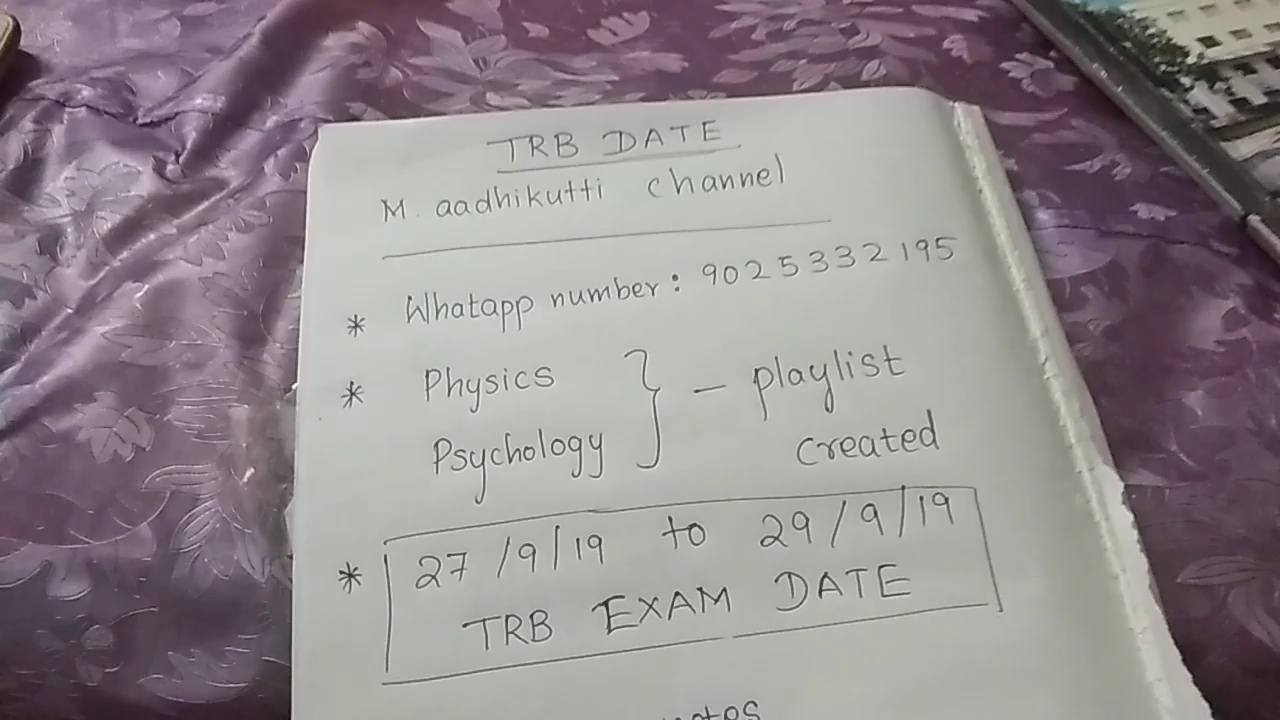 TRB DATE
M. aadhikutti channel
* Whatapp number : 9025332195
* Physics
Psychology } - playlist
created
* 27/9/19 to 29/9/19
TRB EXAM DATE